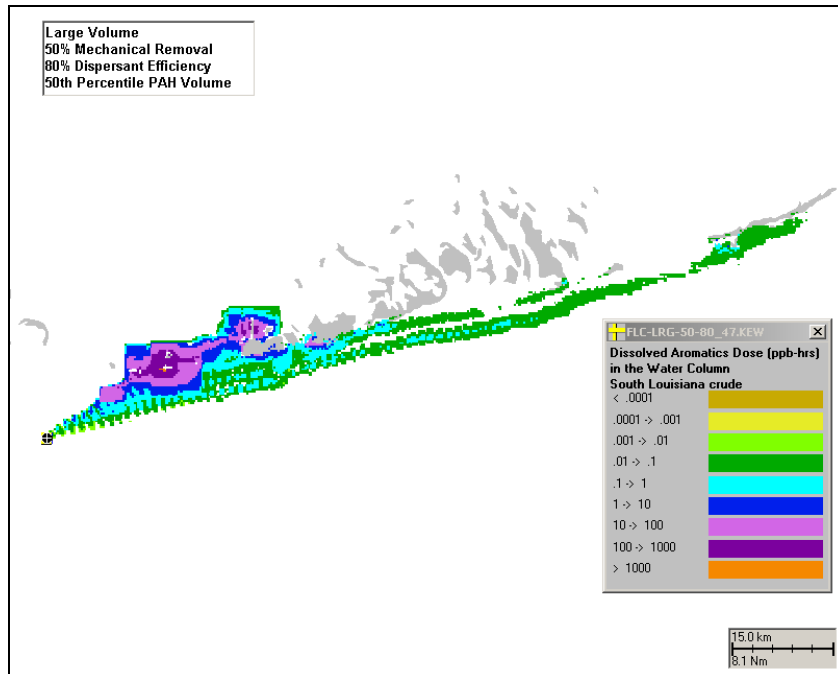 Large Volume
50% Mechanical Removal
80% Dispersant Efficiency
50th Percentile PAH Volume
FLC-LRG-50-80_47.KEW
Dissolved Aromatics Dose (ppb-hrs)
in the Water Column
South Louisiana crude
< .0001
.0001 -> .001
.001 -> .01
.01 -> .1
.1 -> 1
1 -> 10
10 -> 100
100 -> 1000
> 1000
15.0 km
8.1 Nm